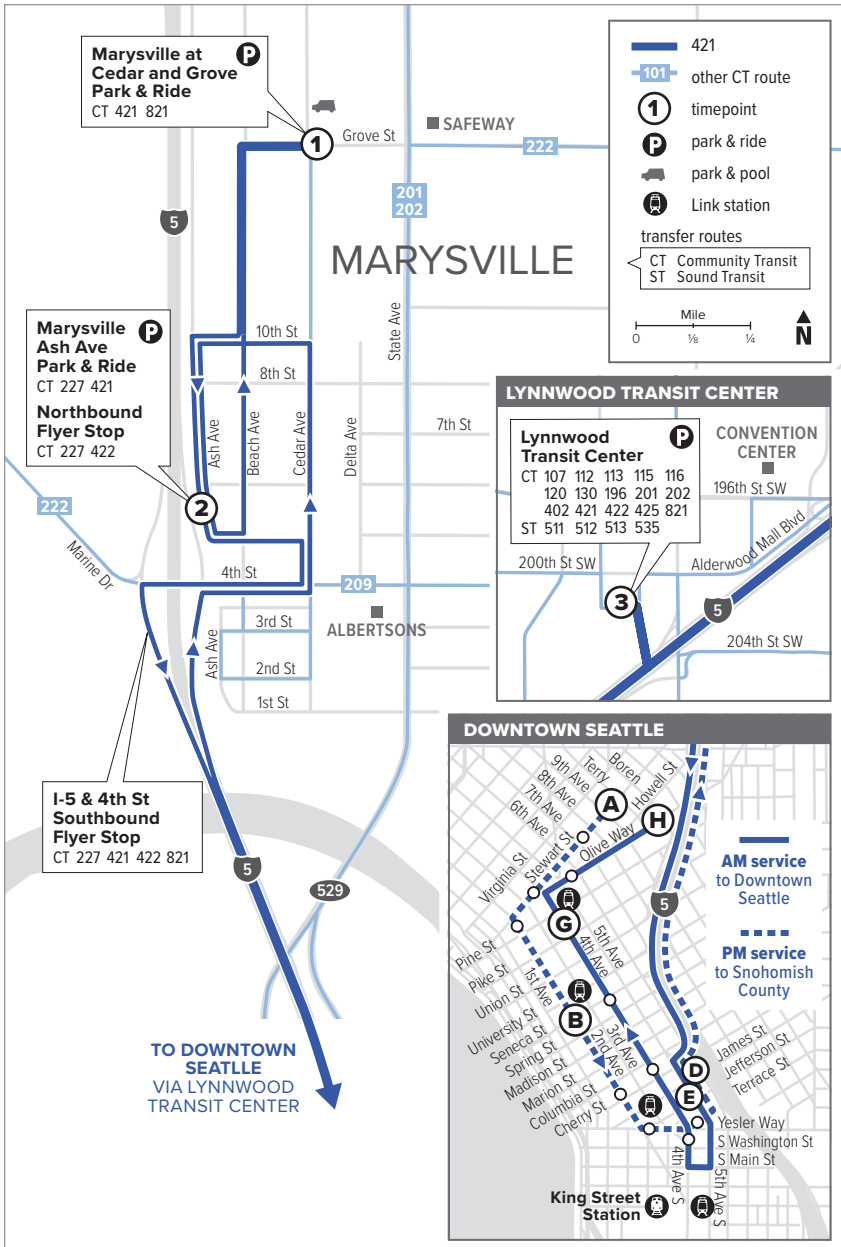 Marysville at
Cedar and Grove
Park & Ride
P
CT 421 821
1
Grove St
SAFEWAY
222
201
202
5
MARYSVILLE
State Ave
10th St
8th St
7th St
Ash Ave
Beach Ave
Cedar Ave
Delta Ave
Marysville
Ash Ave
Park & Ride
P
CT 227 421
Northbound
Flyer Stop
CT 227 422
2
222
Marine Dr
4th St
209
ALBERTSONS
3rd St
2nd St
1st St
Ash Ave
I-5 & 4th St
Southbound
Flyer Stop
CT 227 421 422 821
5
529
TO DOWNTOWN
SEATLLE
VIA LYNNWOOD
TRANSIT CENTER
421
101 other CT route
1 timepoint
P park & ride
park & pool
Link station
transfer routes
CT Community Transit
ST Sound Transit
Mile
0 1/8 1/4
N
LYNNWOOD TRANSIT CENTER
Lynnwood
Transit Center
P
CT 107 112 113 115 116
120 130 196 201 202
402 421 422 425 821
ST 511 512 513 535
CONVENTION
CENTER
196th St SW
Alderwood Mall Blvd
200th St SW
3
5
204th St SW
DOWNTOWN SEATTLE
9th Ave
8th Ave
7th Ave
6th Ave
Terry
Boren
Howell St
A
H
Stewart St
Olive Way
Virginia St
G
5
AM service
to Downtown
Seattle
PM service
to Snohomish
County
Pine St
Pike St
Union St
University St
Seneca St
Spring St
Madison St
Marion St
Columbia St
Cherry St
1st Ave
2nd Ave
3rd Ave
4th Ave
5th Ave
B
D
E
James St
Jefferson St
Terrace St
Yesler Way
S Washington St
S Main St
4th Ave S
5th Ave S
King Street
Station